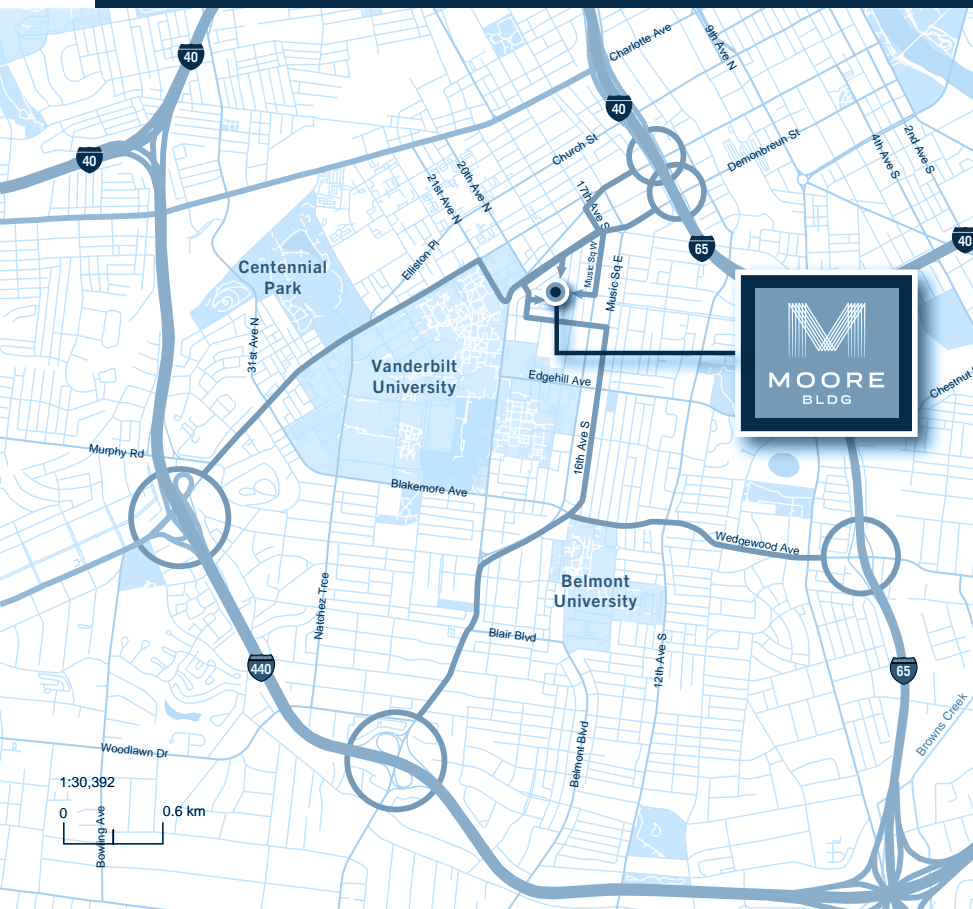 40
Charlotte Ave
9th Ave N
40
40
Church St
Demonbreun St
4th Ave S
2nd Ave S
20th Ave N
21st Ave N
17th Ave S
65
40
Elliston Pl
Music Sq W
Music Sq E
Centennial
Park
31st Ave N
Vanderbilt
University
Edgehill Ave
MOORE
BLDG
Chestnut
16th Ave S
Murphy Rd
Blakemore Ave
Wedgewood Ave
Belmont
University
Natchez Trce
Blair Blvd
12th Ave S
440
65
Browns Creek
Belmont Blvd
Woodlawn Dr
1:30,392
0
0.6 km
Bowling Ave